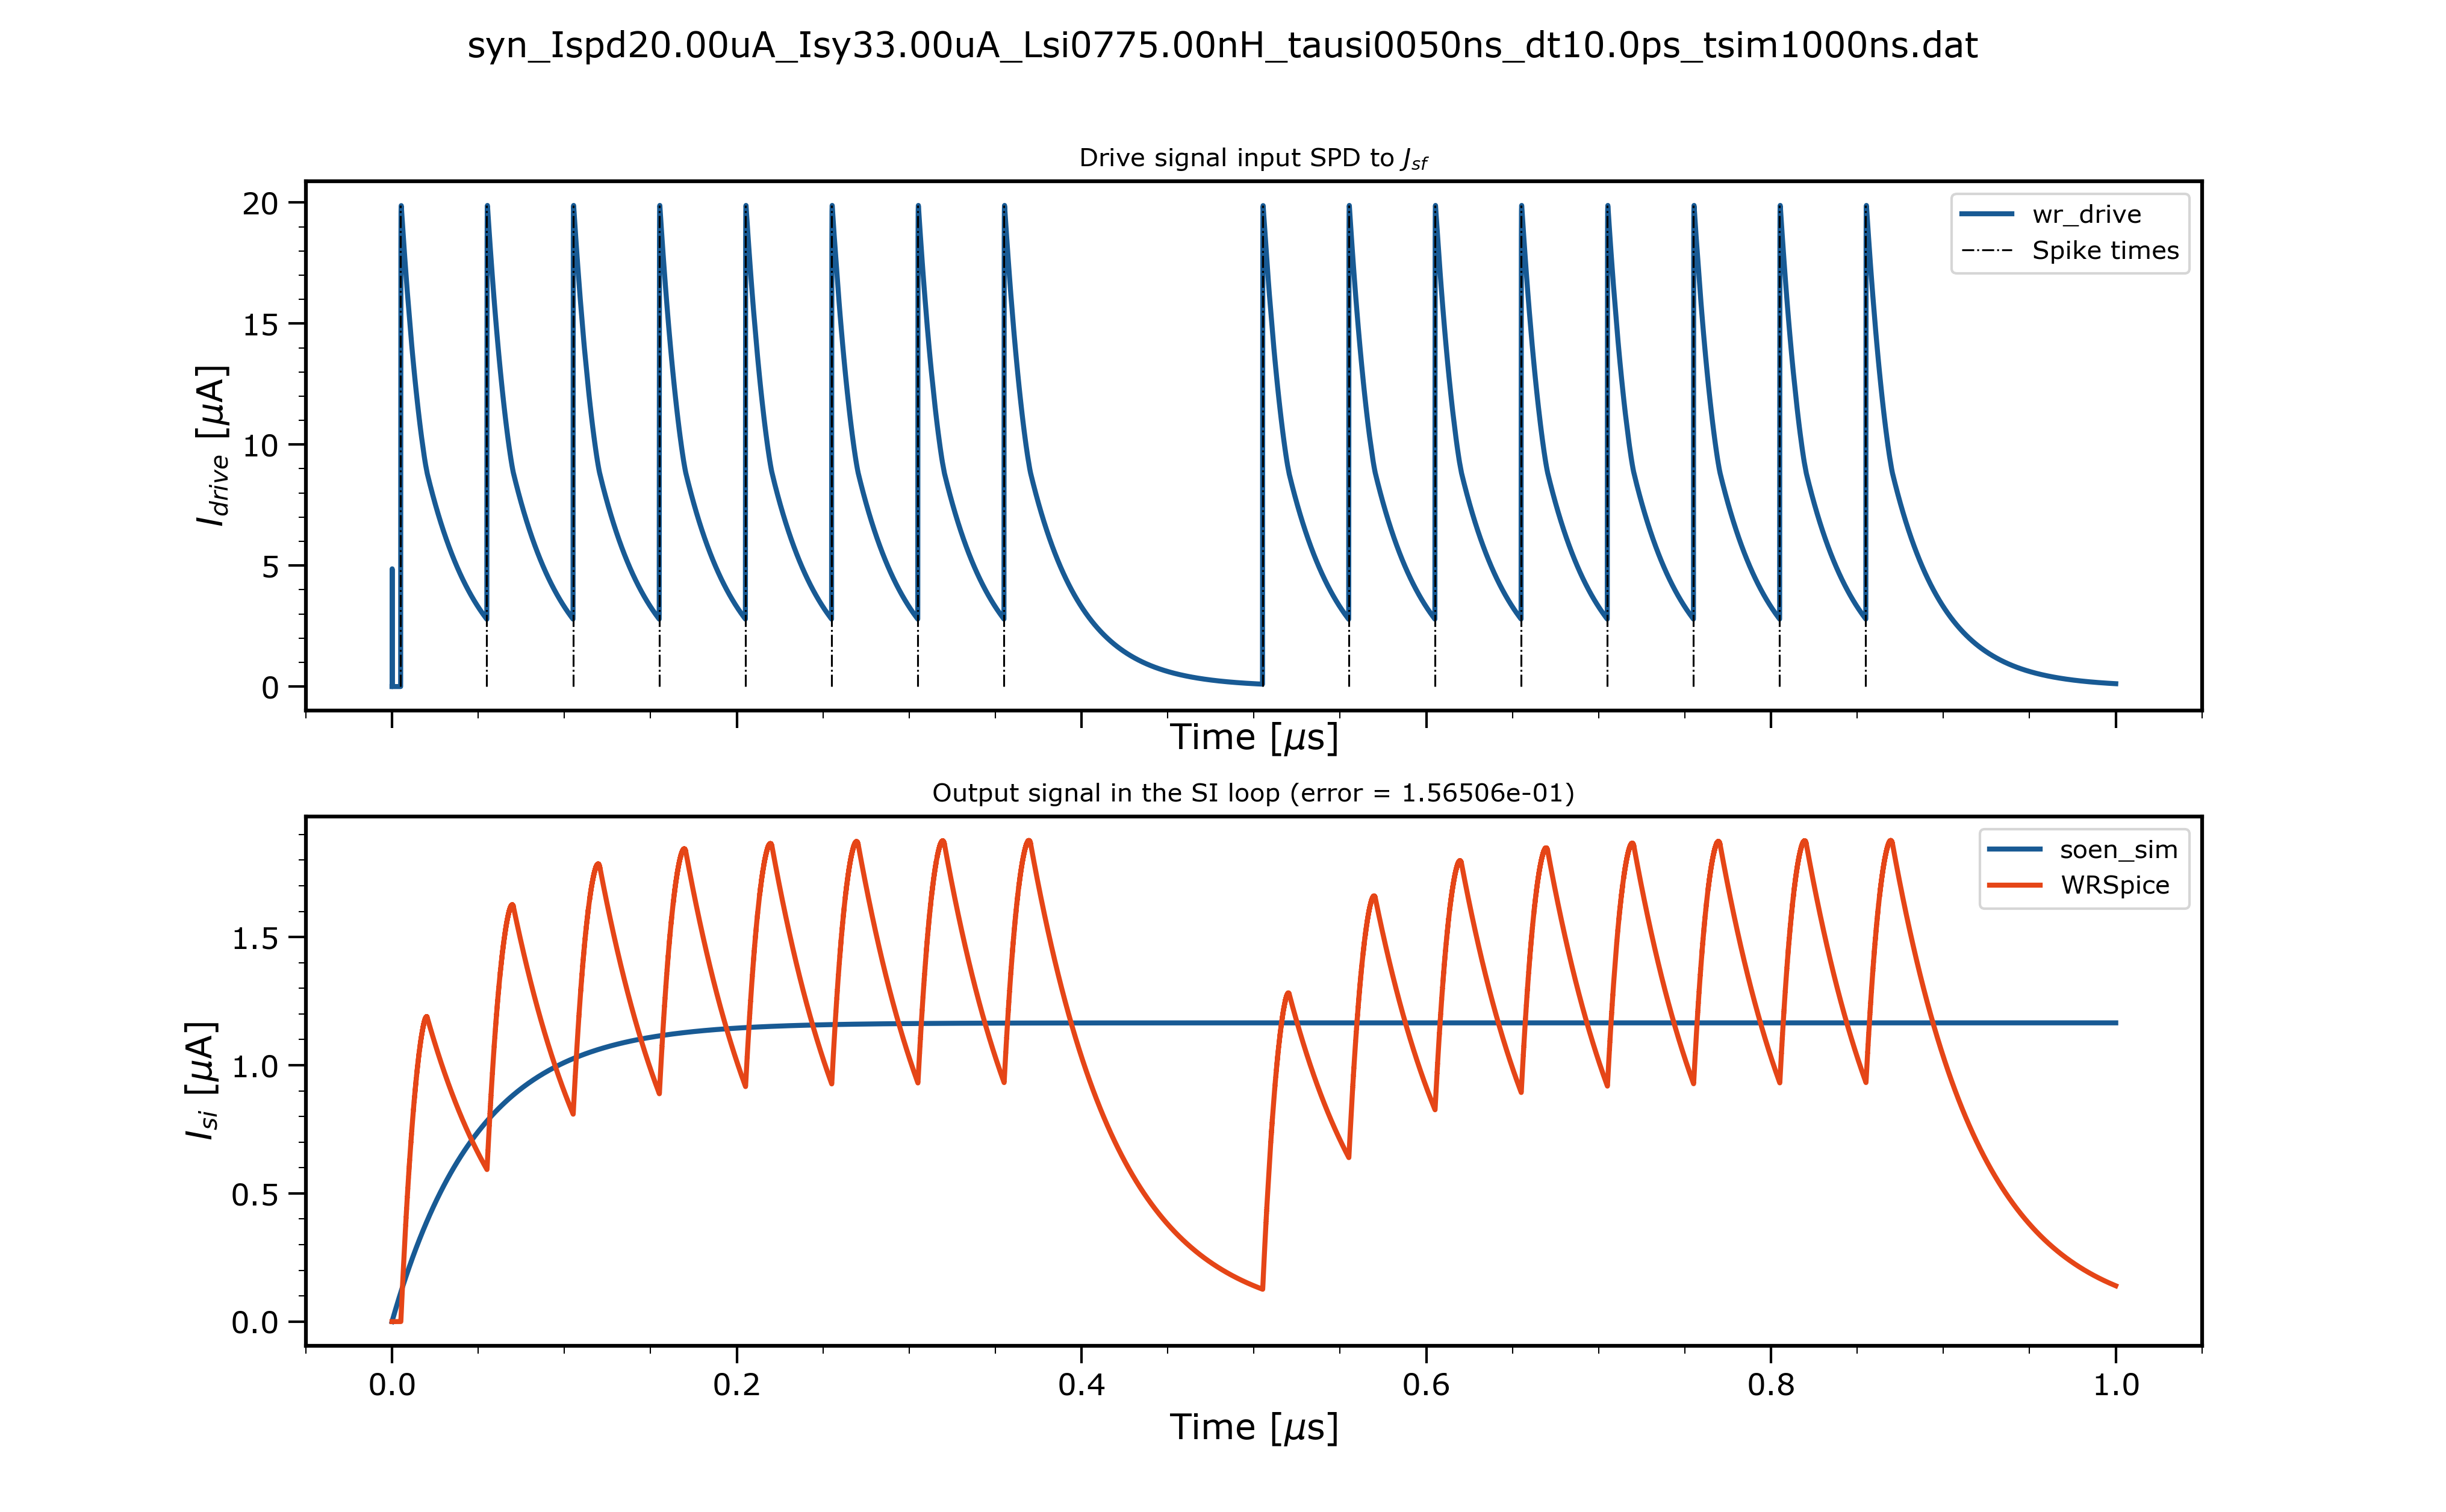 syn_Ispd20.00uA_Isy33.00uA_Lsi0775.00nH_tausi0050ns_dt10.0ps_tsim1000ns.dat
Drive signal input SPD to J_sf
I_drive [μA]
20
15
10
5
0
wr_drive
Spike times
Time [μs]
Output signal in the SI loop (error = 1.56506e-01)
I_si [μA]
1.5
1.0
0.5
0.0
soen_sim
WRSpice
0.0 0.2 0.4 0.6 0.8 1.0
Time [μs]